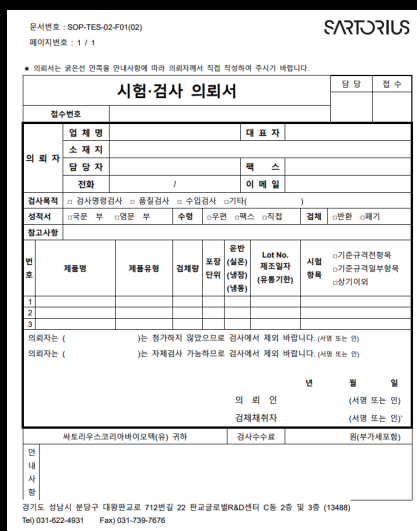 문서번호 : SOP-TES-02-F01(02)
SARTORIUS
페이지번호 : 1 / 1
★ 의뢰서는 굵은선 안쪽을 안내사항에 따라 의뢰자께서 직접 작성하여 주시기 바랍니다.
시험·검사 의뢰서
담 당 접 수
접수번호
의 뢰 자
업 체 명 대 표 자
소 재 지
담 당 자 팩 스
전화 / 이 메 일
검사목적 □ 검사명령검사 □ 품질검사 □ 수입검사 □기타( )
성적서 □국문 부 □영문 부 수령 □우편 □팩스 □직접 검체 □반환 □폐기
참고사항
번호 제품명 제품유형 검체량 포장단위 운반(실온)(냉장)(냉동) Lot No. 제조일자 (유통기한) 시험항목 □기준규격전항목 □기준규격일부항목 □상기이외
1
2
3
의뢰자는 ( )는 첨가하지 않았으므로 검사에서 제외 바랍니다. (서명 또는 인)
의뢰자는 ( )는 자체검사 가능하므로 검사에서 제외 바랍니다. (서명 또는 인)
년 월 일
의 뢰 인 (서명 또는 인)
검체채취자 (서명 또는 인)'
싸토리우스코리아바이오텍(유) 귀하 검사수수료 원(부가세포함)
안내사항
경기도 성남시 분당구 대왕판교로 712번길 22 판교글로벌R&D센터 C동 2층 및 3층 (13488)
Tel) 031-622-4931 Fax) 031-739-7676